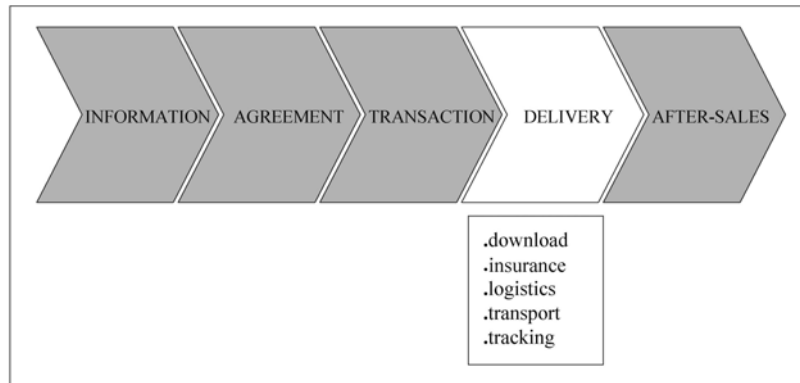 INFORMATION
AGREEMENT
TRANSACTION
DELIVERY
AFTER-SALES
.download
.insurance
.logistics
.transport
.tracking